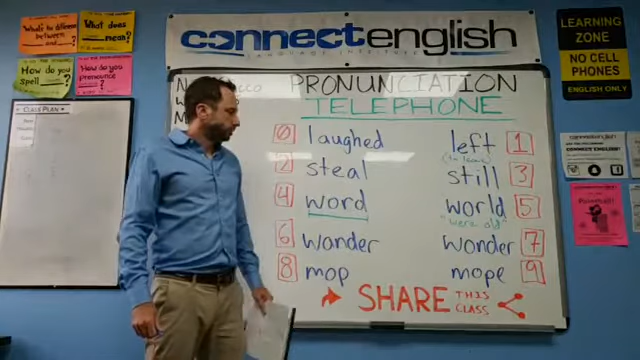 What's the difference between ___ and ___?
What does ___ mean?
How do you spell ___?
How do you pronounce ___?
CLASS PLAN
connectenglish
LANGUAGE INSTITUTE
LEARNING ZONE
NO CELL PHONES
ENGLISH ONLY
PRONUNCIATION
TELEPHONE
0 laughed left 1
(to leave)
2 steal still 3
4 word world 5
"were old"
6 wonder wonder 7
8 mop mope 9
SHARE THIS CLASS
connectenglish